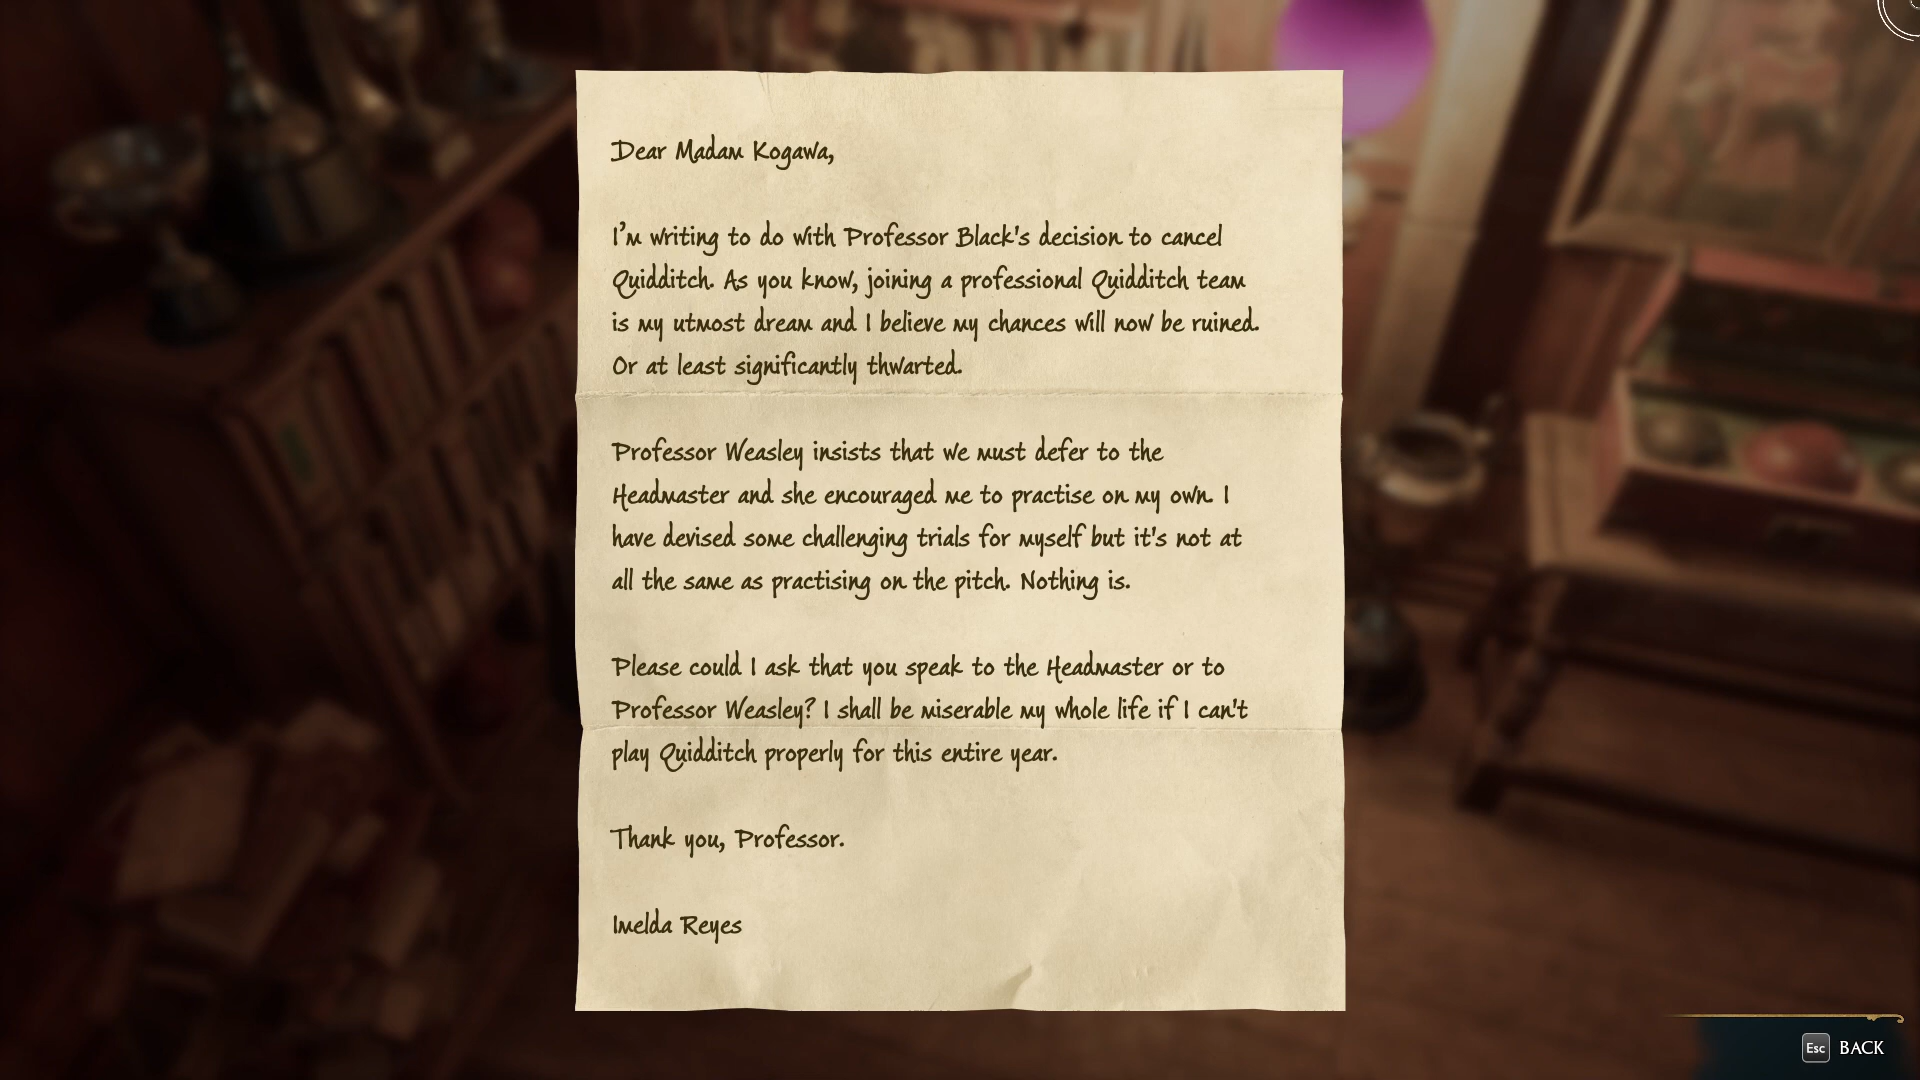 Dear Madam Kogawa,
I'm writing to do with Professor Black's decision to cancel
Quidditch. As you know, joining a professional Quidditch team
is my utmost dream and I believe my chances will now be ruined.
Or at least significantly thwarted.
Professor Weasley insists that we must defer to the
Headmaster and she encouraged me to practise on my own. I
have devised some challenging trials for myself but it's not at
all the same as practising on the pitch. Nothing is.
Please could I ask that you speak to the Headmaster or to
Professor Weasley? I shall be miserable my whole life if I can't
play Quidditch properly for this entire year.
Thank you, Professor.
Imelda Reyes
Esc BACK